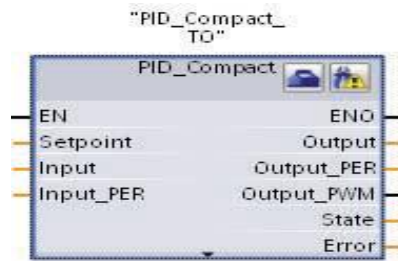 "PID_Compact_
TO"
PID_Compact
EN
ENO
Setpoint
Output
Input
Output_PER
Input_PER
Output_PWM
State
Error